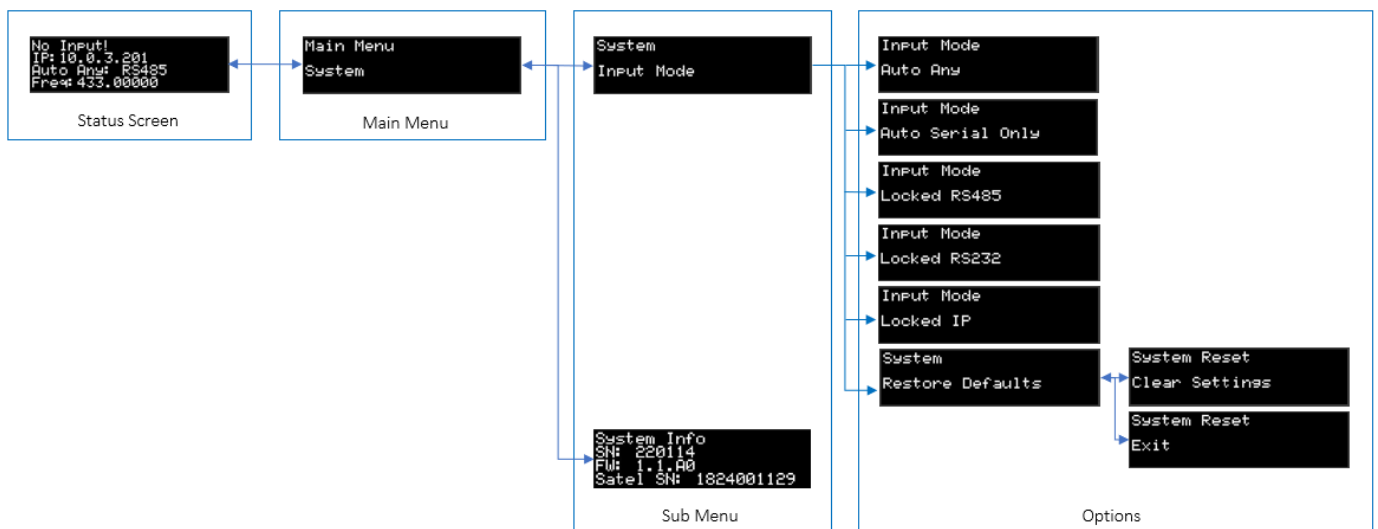 No Input!
IP:10.0.3.201
Auto Any: RS485
Freq:433.00000
Status Screen
Main Menu
System
Main Menu
System
Input Mode
System Info
SN: 220114
FW: 1.1.A0
Satel SN: 1824001129
Sub Menu
Input Mode
Auto Any
Input Mode
Auto Serial Only
Input Mode
Locked RS485
Input Mode
Locked RS232
Input Mode
Locked IP
System
Restore Defaults
System Reset
Clear Settings
System Reset
Exit
Options